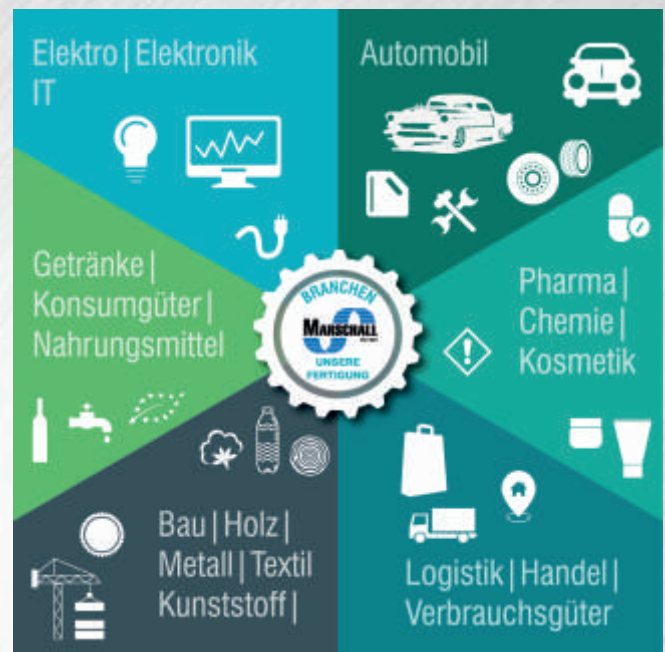 Elektro | Elektronik
IT
Automobil
Getränke |
Konsumgüter |
Nahrungsmittel
BRANCHEN
MARSCHALL
UNSERE
FERTIGUNG
Pharma |
Chemie |
Kosmetik
Bau | Holz |
Metall | Textil
Kunststoff |
Logistik | Handel |
Verbrauchsgüter